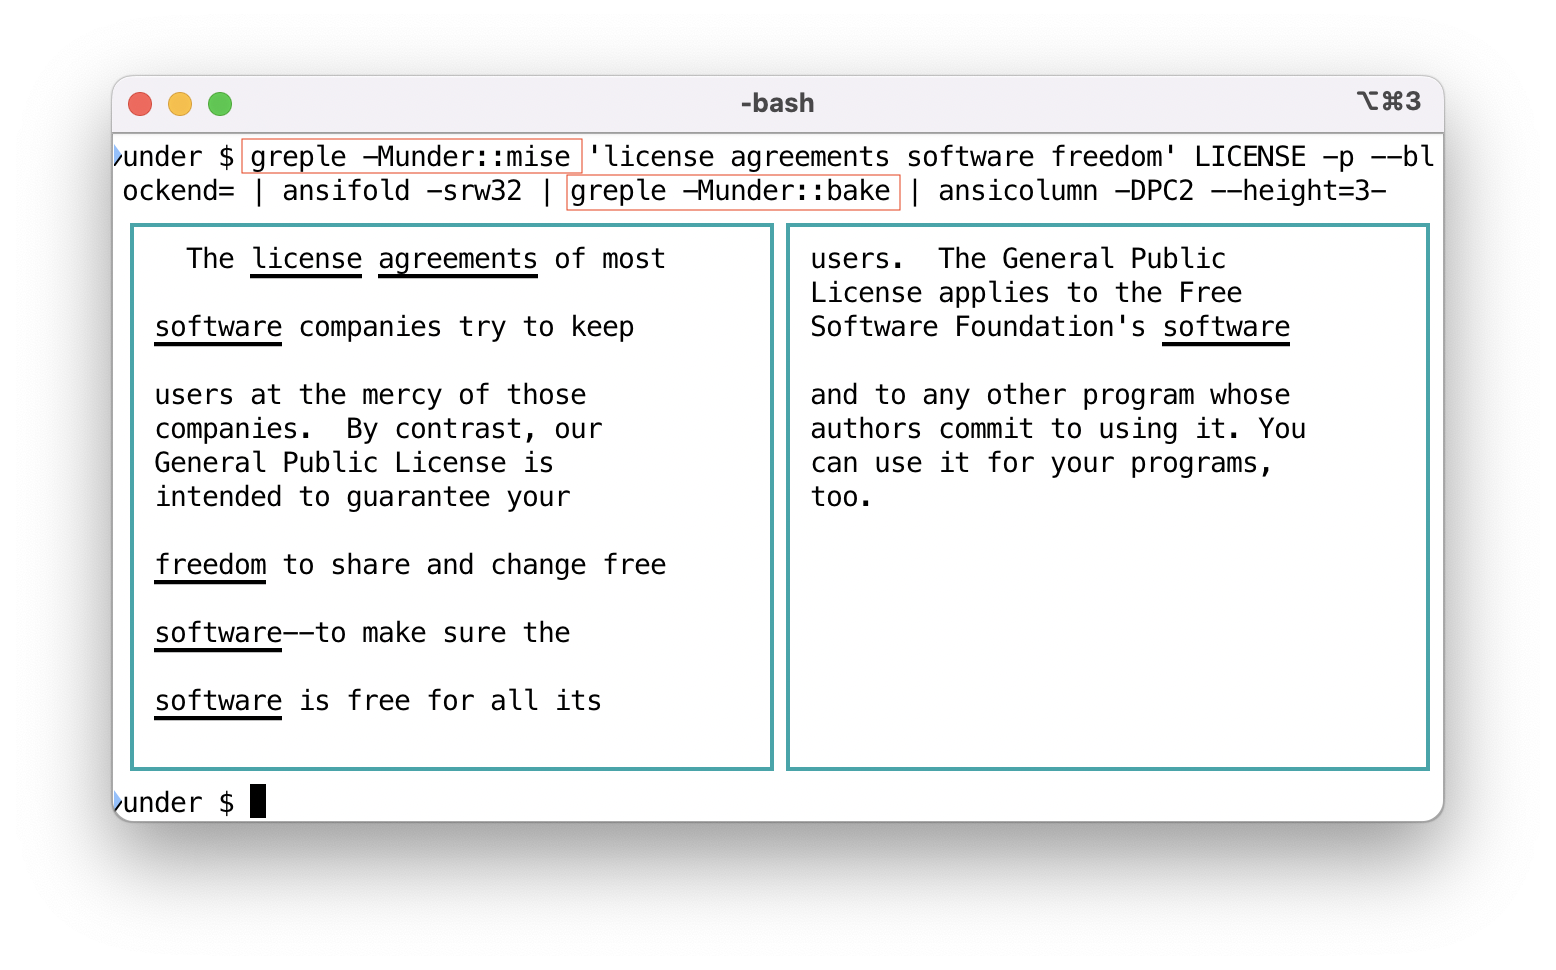 -bash
⌥⌘3
under $ greple -Munder::mise 'license agreements software freedom' LICENSE -p --bl
ockend= | ansifold -srw32 | greple -Munder::bake | ansicolumn -DPC2 --height=3-
The license agreements of most
software companies try to keep
users at the mercy of those
companies.  By contrast, our
General Public License is
intended to guarantee your
freedom to share and change free
software--to make sure the
software is free for all its
users.  The General Public
License applies to the Free
Software Foundation's software
and to any other program whose
authors commit to using it. You
can use it for your programs,
too.
under $